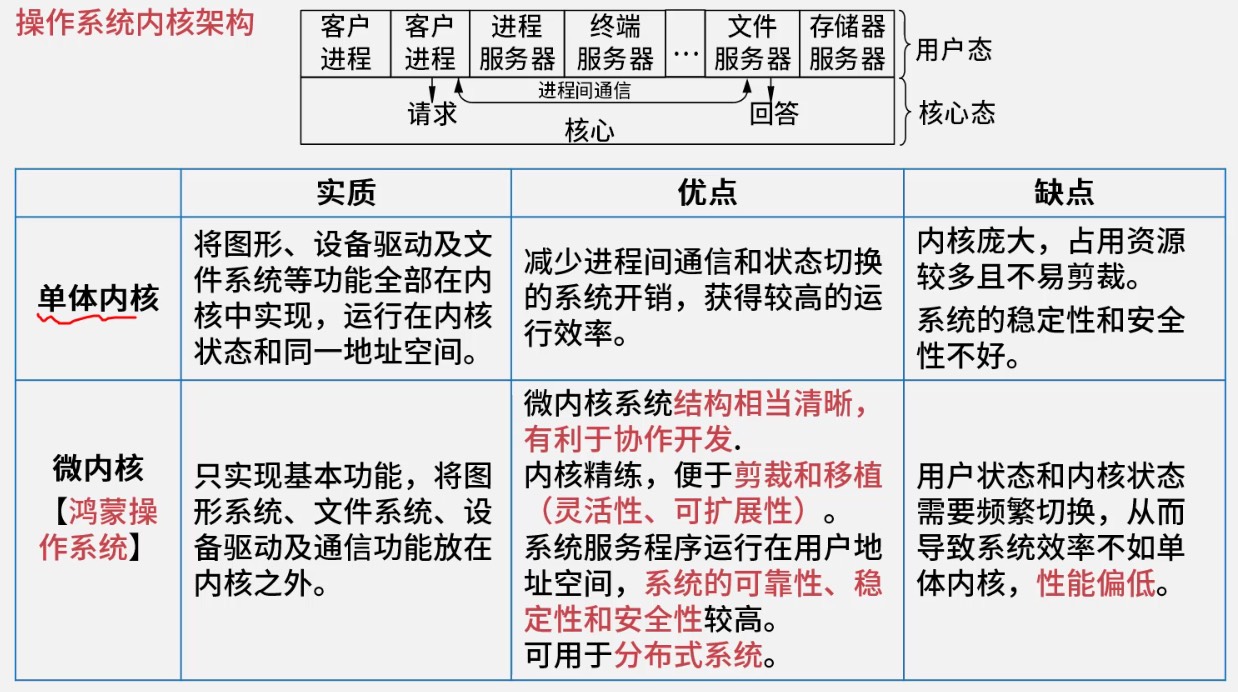 操作系统内核架构
客户
进程
客户
进程
进程
服务器
终端
服务器
…
文件
服务器
存储器
服务器
用户态
进程间通信
请求
回答
核心
核心态
实质
优点
缺点
单体内核
将图形、设备驱动及文
件系统等功能全部在内
核中实现，运行在内核
状态和同一地址空间。
减少进程间通信和状态切换
的系统开销，获得较高的运
行效率。
内核庞大，占用资源
较多且不易剪裁。
系统的稳定性和安全
性不好。
微内核
【鸿蒙操
作系统】
只实现基本功能，将图
形系统、文件系统、设
备驱动及通信功能放在
内核之外。
微内核系统结构相当清晰，
有利于协作开发.
内核精练，便于剪裁和移植
（灵活性、可扩展性）。
系统服务程序运行在用户地
址空间，系统的可靠性、稳
定性和安全性较高。
可用于分布式系统。
用户状态和内核状态
需要频繁切换，从而
导致系统效率不如单
体内核，性能偏低。